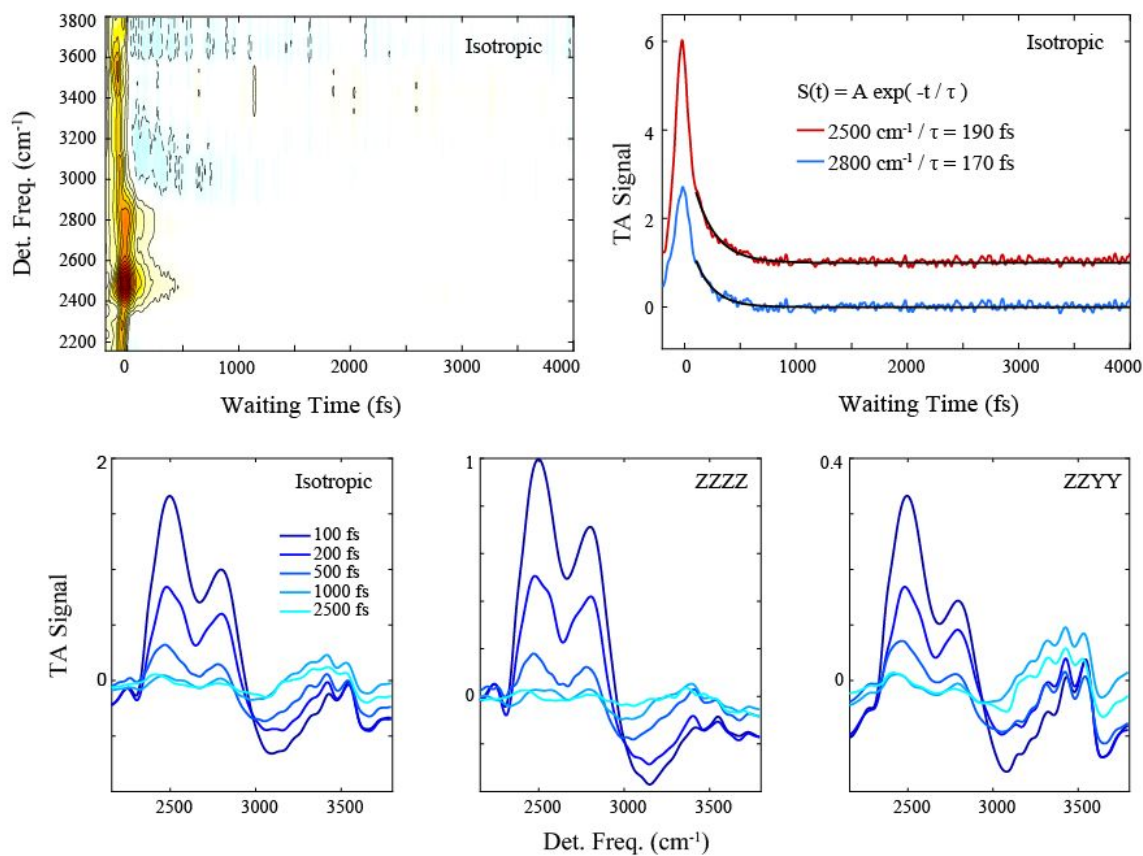 3800
3600
3400
3200
3000
2800
2600
2400
2200
Det. Freq. (cm⁻¹)
Isotropic
0
1000
2000
3000
4000
Waiting Time (fs)
6
4
2
0
TA Signal
Isotropic
S(t) = A exp( -t / τ )
2500 cm⁻¹ / τ = 190 fs
2800 cm⁻¹ / τ = 170 fs
0
1000
2000
3000
4000
Waiting Time (fs)
2
0
TA Signal
Isotropic
100 fs
200 fs
500 fs
1000 fs
2500 fs
2500
3000
3500
1
0
ZZZZ
2500
3000
3500
0.4
0
ZZYY
2500
3000
3500
Det. Freq. (cm⁻¹)